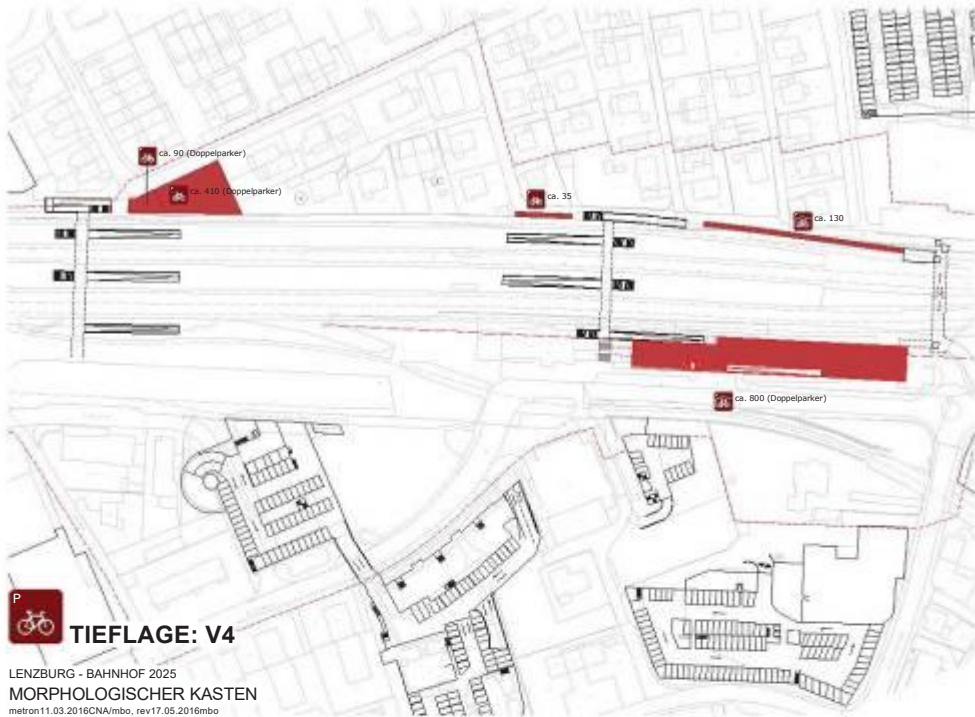 ca. 90 (Doppelparker)
ca. 410 (Doppelparker)
ca. 35
ca. 130
ca. 800 (Doppelparker)
P
TIEFLAGE: V4
LENZBURG - BAHNHOF 2025
MORPHOLOGISCHER KASTEN
metron11.03.2016CNA/mbo, rev17.05.2016mbo